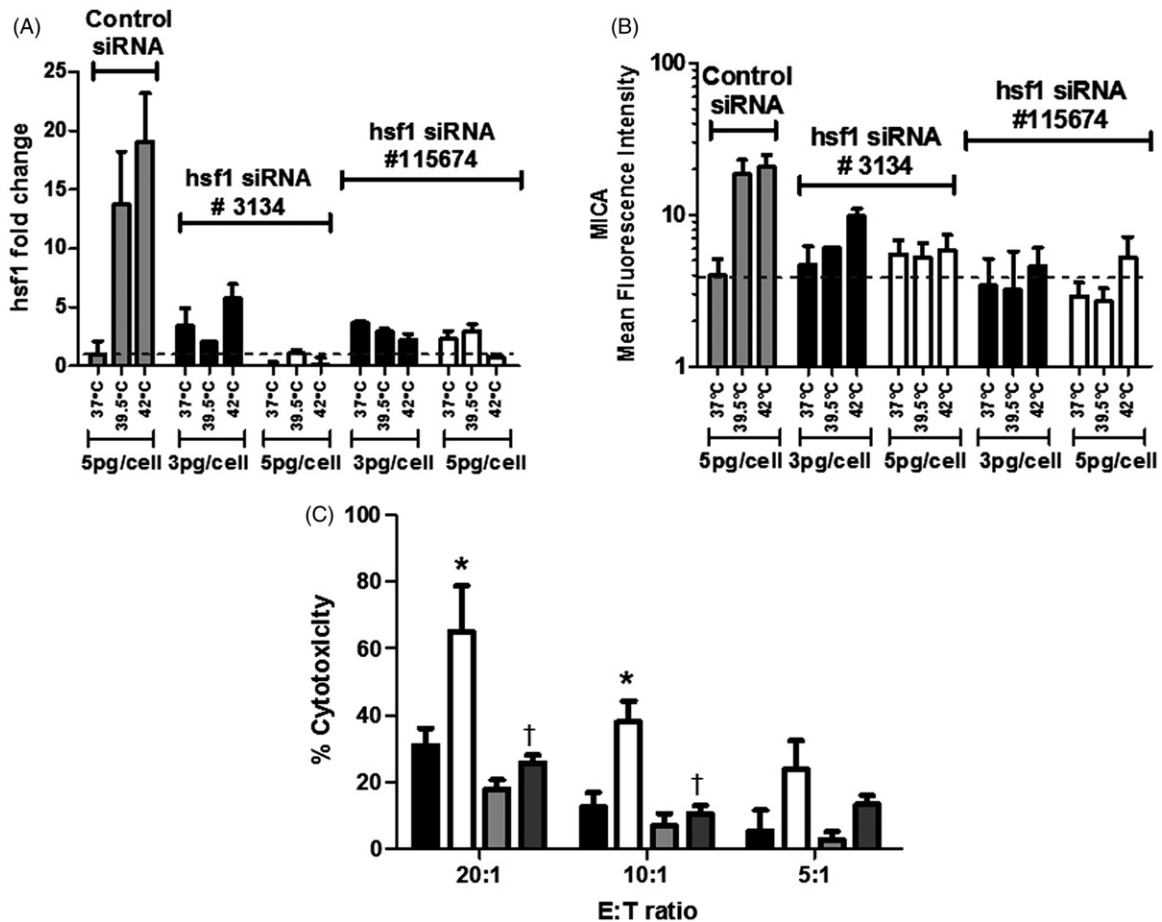 (A)
Control
siRNA
hsf1 fold change
25
20
15
10
5
0
hsf1 siRNA
# 3134
hsf1 siRNA
#115674
37°C
39.5°C
42°C
37°C
39.5°C
42°C
37°C
39.5°C
42°C
37°C
39.5°C
42°C
37°C
39.5°C
42°C
5pg/cell
3pg/cell
5pg/cell
3pg/cell
5pg/cell
(B)
MICA
Mean Fluorescence Intensity
100
10
1
Control
siRNA
hsf1 siRNA
# 3134
hsf1 siRNA
#115674
37°C
39.5°C
42°C
37°C
39.5°C
42°C
37°C
39.5°C
42°C
37°C
39.5°C
42°C
37°C
39.5°C
42°C
5pg/cell
3pg/cell
5pg/cell
3pg/cell
5pg/cell
(C)
% Cytotoxicity
100
80
60
40
20
0
*
†
*
†
20:1
10:1
5:1
E:T ratio